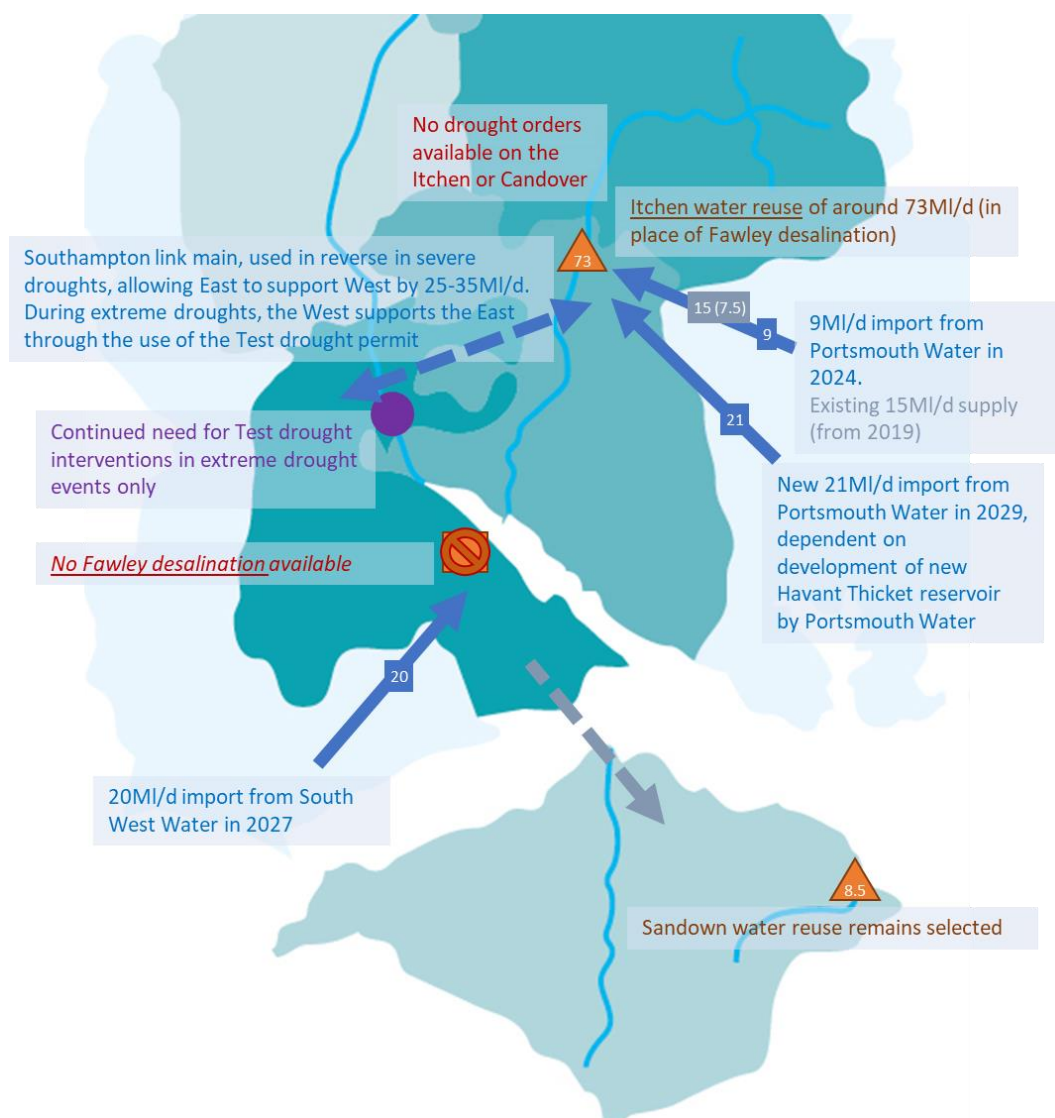 No drought orders
available on the
Itchen or Candover
Itchen water reuse of around 73Ml/d (in
place of Fawley desalination)
73
Southampton link main, used in reverse in severe
droughts, allowing East to support West by 25-35Ml/d.
During extreme droughts, the West supports the East
through the use of the Test drought permit
15 (7.5)
9
9Ml/d import from
Portsmouth Water in
2024.
Existing 15Ml/d supply
(from 2019)
21
Continued need for Test drought
interventions in extreme drought
events only
New 21Ml/d import from
Portsmouth Water in 2029,
dependent on
development of new
Havant Thicket reservoir
by Portsmouth Water
No Fawley desalination available
20
20Ml/d import from South
West Water in 2027
8.5
Sandown water reuse remains selected